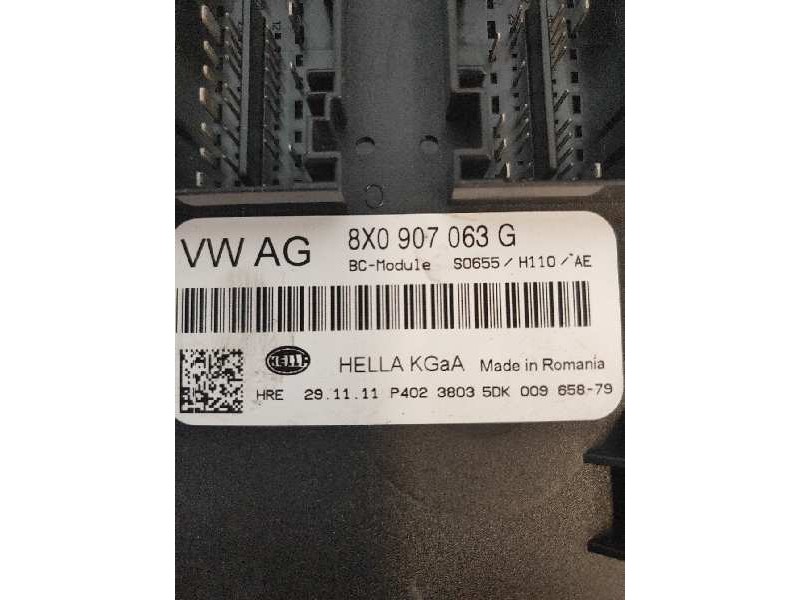 VW AG
8X0 907 063 G
BC-Module S0655/ H110/ AE
HELLA
HELLA KGaA Made in Romania
HRE 29.11.11 P402 3803 5DK 009 658-79